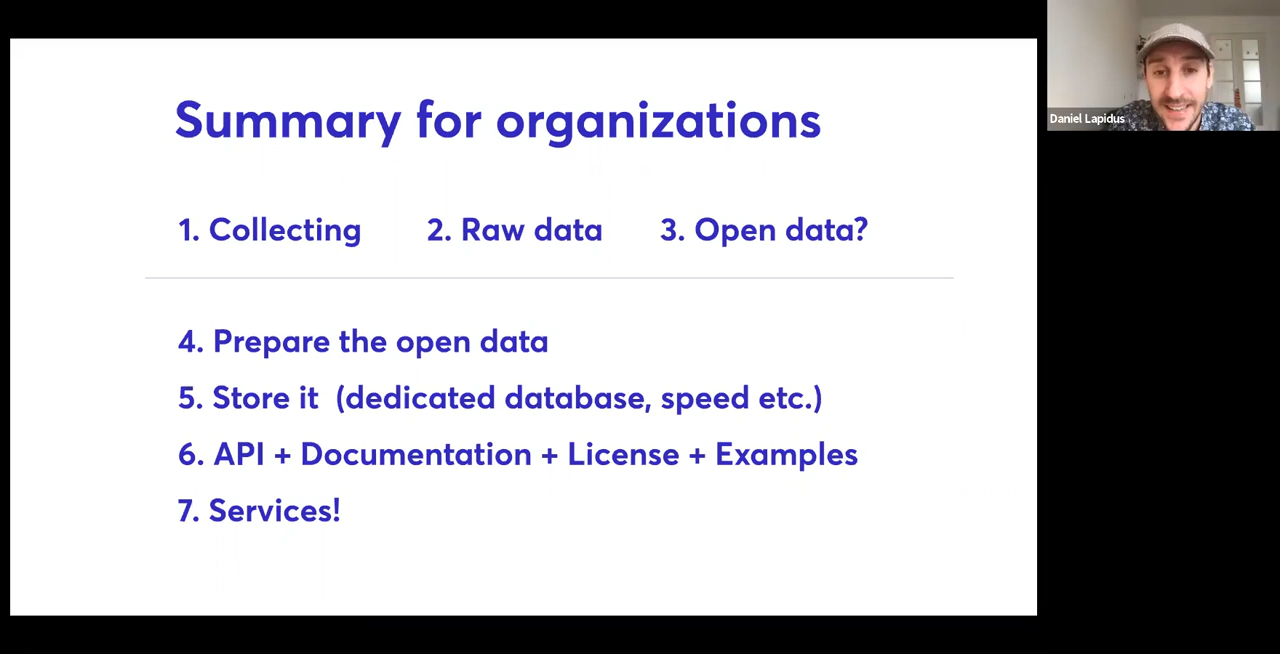 Summary for organizations
1. Collecting 2. Raw data 3. Open data?
4. Prepare the open data
5. Store it (dedicated database, speed etc.)
6. API + Documentation + License + Examples
7. Services!
Daniel Lapidus